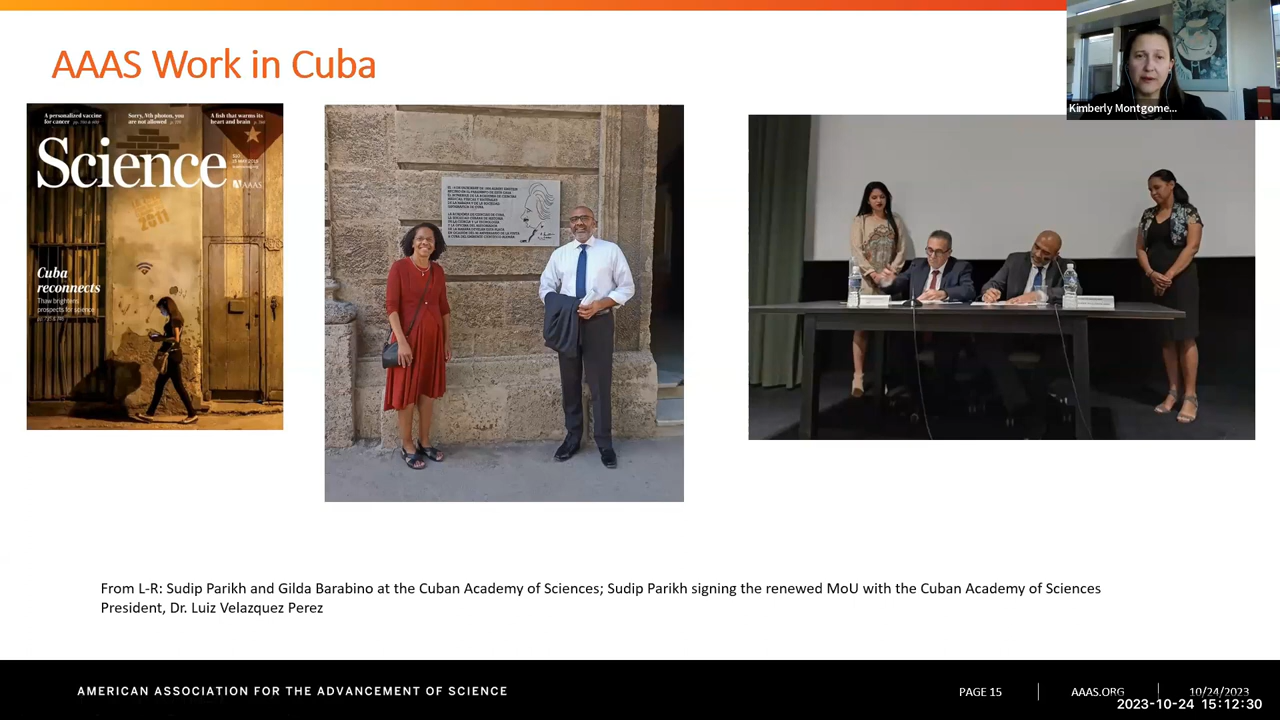 AAAS Work in Cuba
Kimberly Montgome...
A personalized vaccine
for cancer
Sorry, Nth photon, you
are not allowed
A fish that warms its
heart and brain
Science
AAAS
Cuba
reconnects
Thaw brightens
prospects for science
From L-R: Sudip Parikh and Gilda Barabino at the Cuban Academy of Sciences; Sudip Parikh signing the renewed MoU with the Cuban Academy of Sciences
President, Dr. Luiz Velazquez Perez
AMERICAN ASSOCIATION FOR THE ADVANCEMENT OF SCIENCE
PAGE 15
AAAS.ORG
10/24/2023
2023-10-24 15:12:30